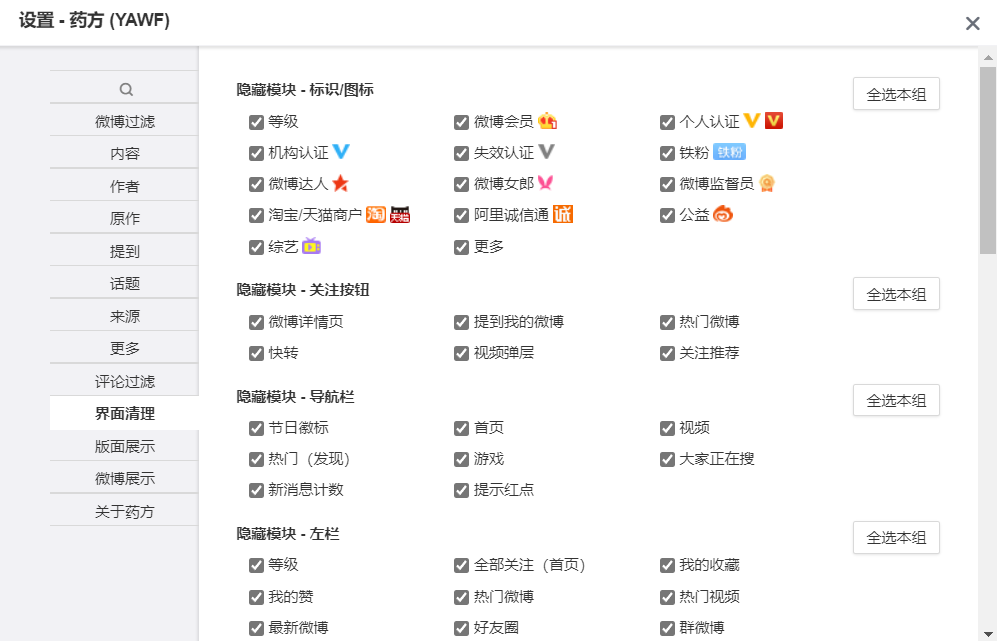 设置 - 药方 (YAWF)
微博过滤
内容
作者
原作
提到
话题
来源
更多
评论过滤
界面清理
版面展示
微博展示
关于药方
隐藏模块 - 标识/图标
全选本组
等级 微博会员 个人认证
机构认证 失效认证 铁粉 铁粉
微博达人 微博女郎 微博监督员
淘宝/天猫商户 淘 天猫 阿里诚信通 诚 公益
综艺 更多
隐藏模块 - 关注按钮
全选本组
微博详情页 提到我的微博 热门微博
快转 视频弹层 关注推荐
隐藏模块 - 导航栏
全选本组
节日徽标 首页 视频
热门（发现） 游戏 大家正在搜
新消息计数 提示红点
隐藏模块 - 左栏
全选本组
等级 全部关注（首页） 我的收藏
我的赞 热门微博 热门视频
最新微博 好友圈 群微博